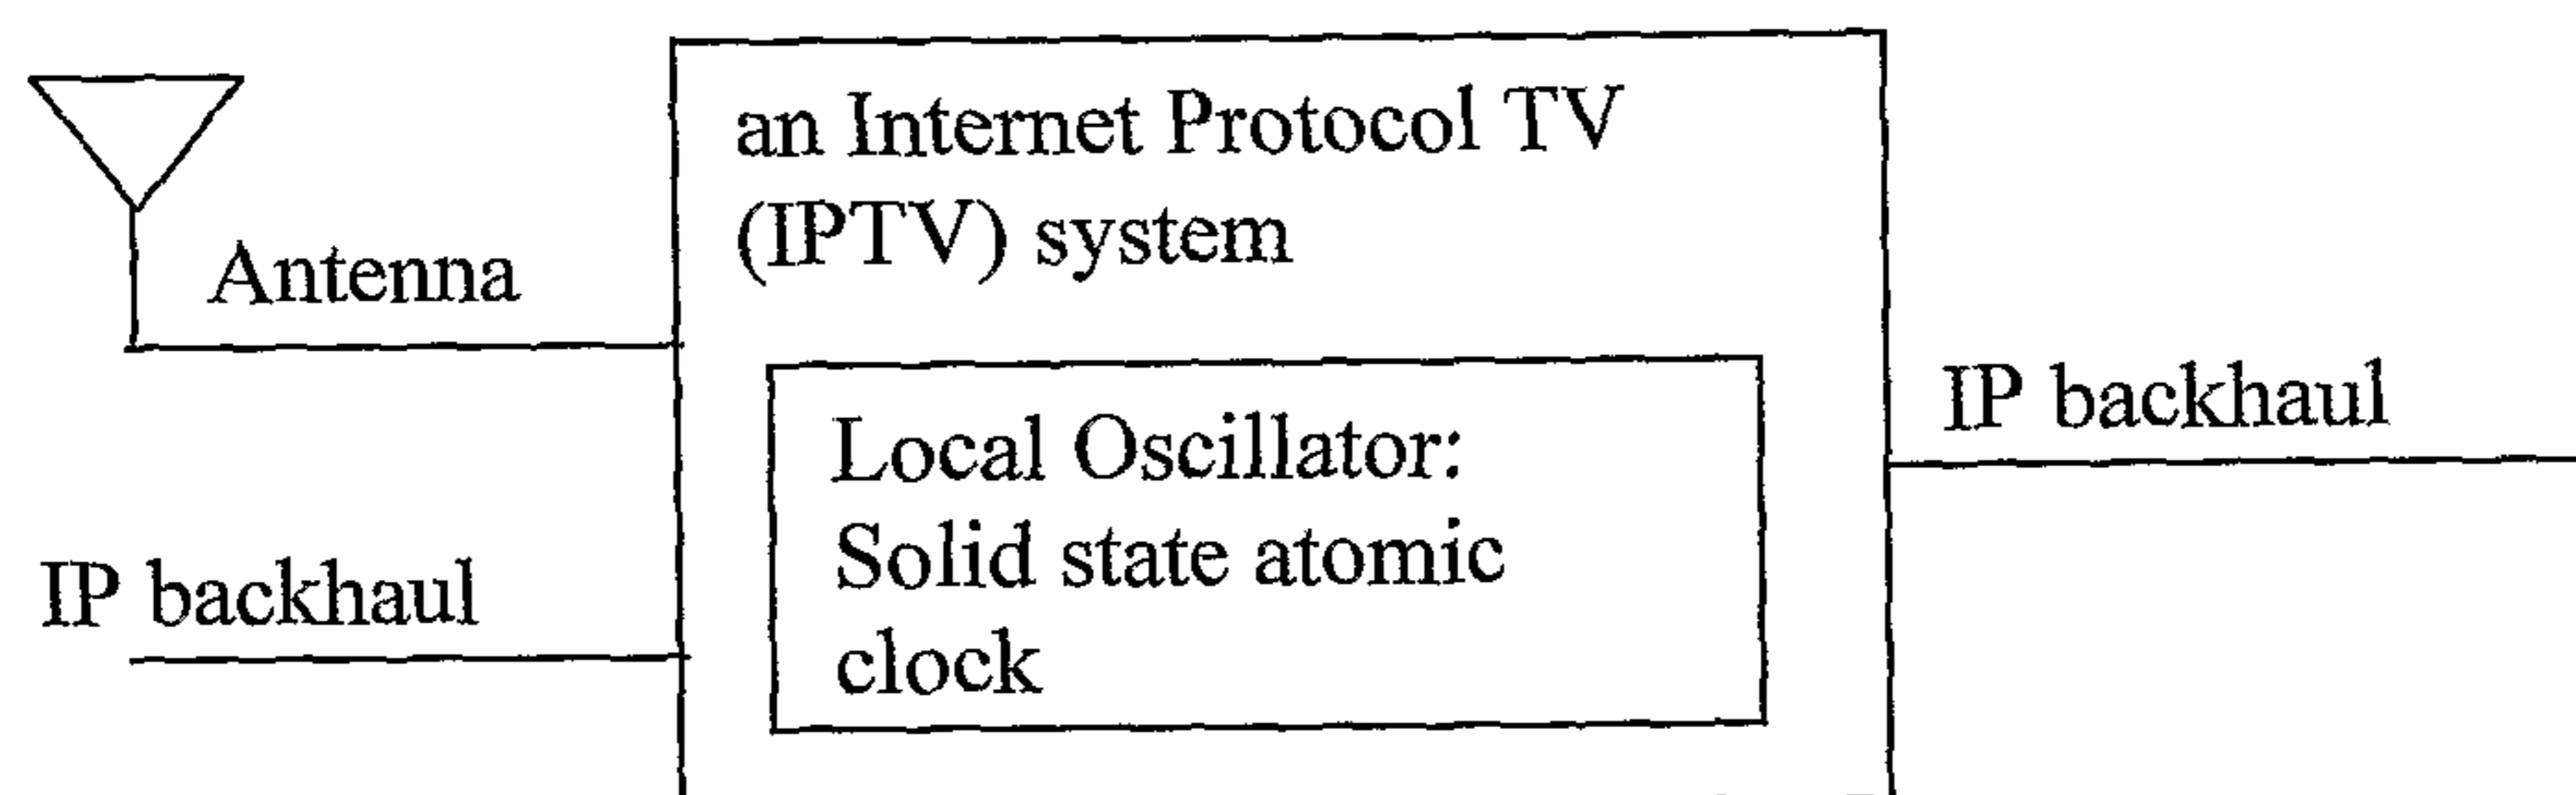 an Internet Protocol TV
(IPTV) system
Antenna
IP backhaul
Local Oscillator:
Solid state atomic
clock
IP backhaul